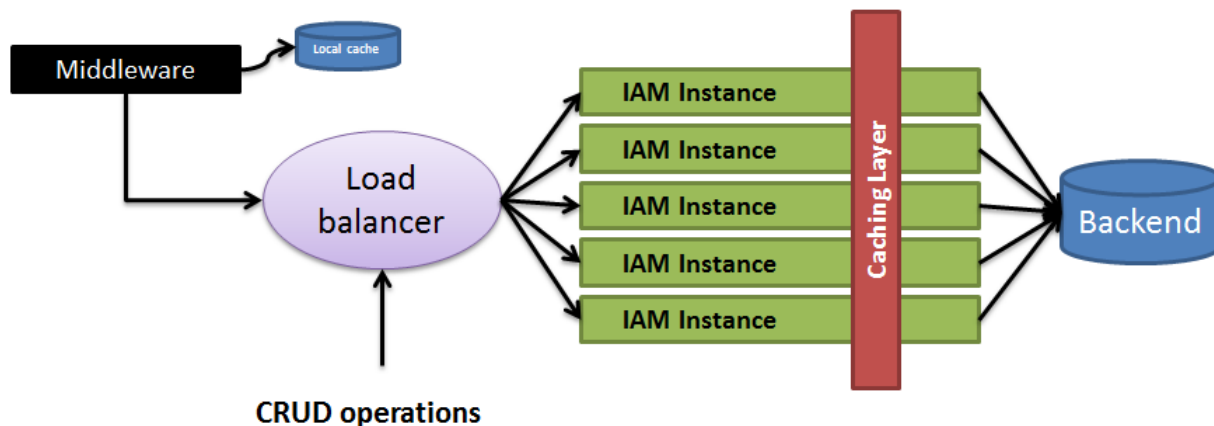 Middleware
Local cache
Load
balancer
CRUD operations
IAM Instance
IAM Instance
IAM Instance
IAM Instance
IAM Instance
Caching Layer
Backend